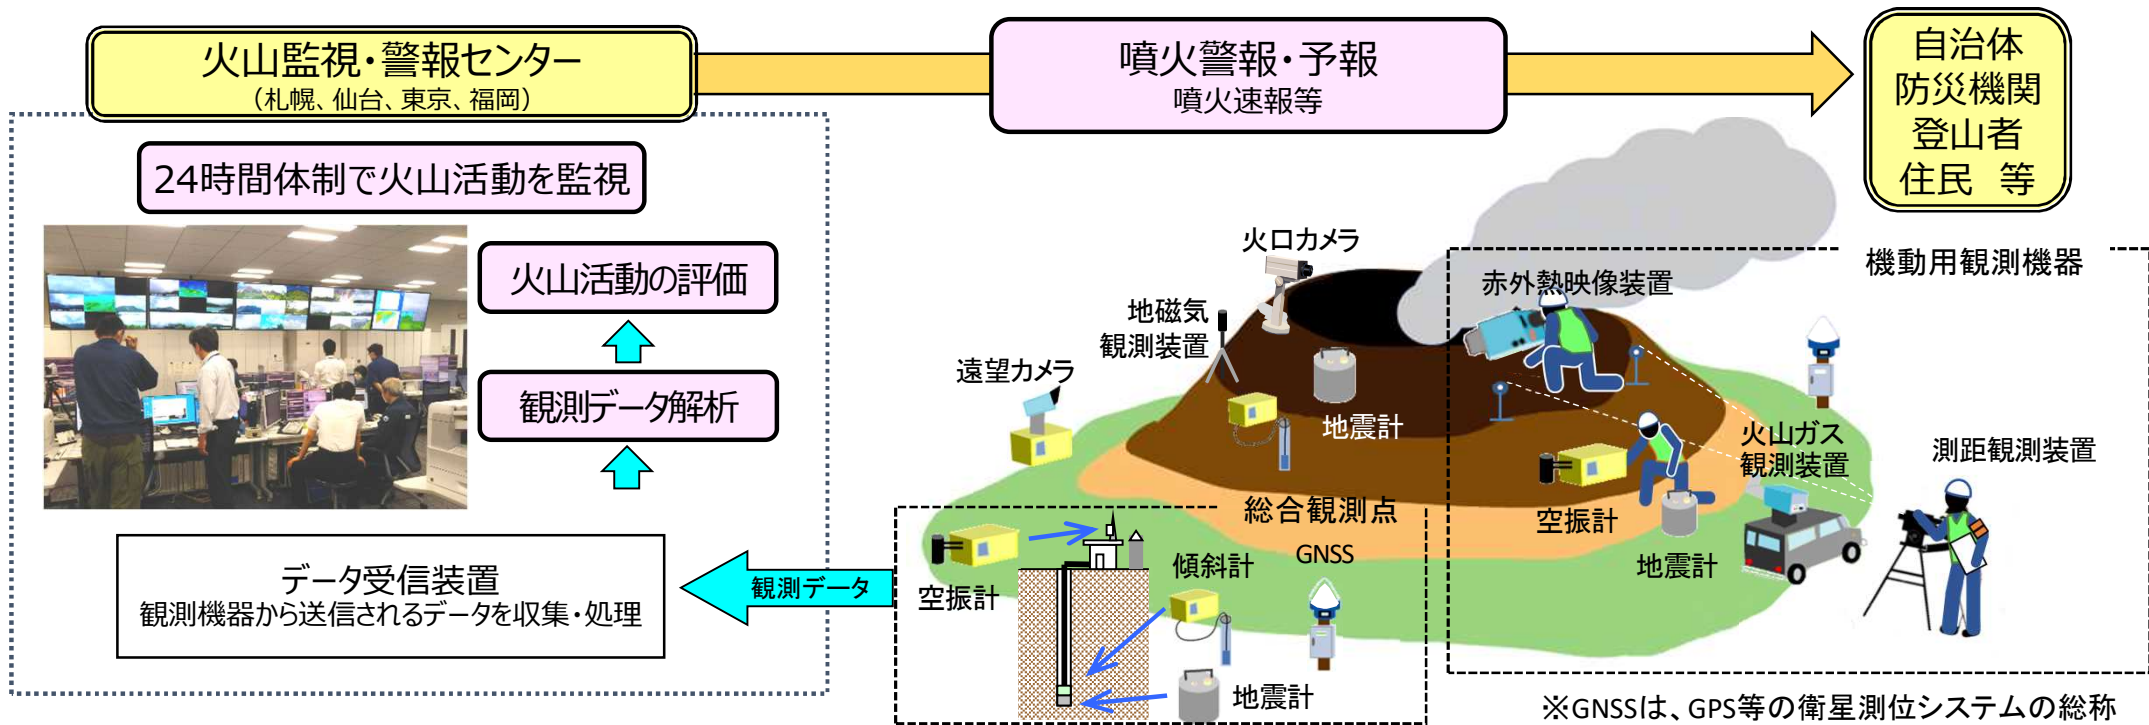 火山監視・警報センター
（札幌、仙台、東京、福岡）
噴火警報・予報
噴火速報等
自治体
防災機関
登山者
住民　等
24時間体制で火山活動を監視
火山活動の評価
観測データ解析
データ受信装置
観測機器から送信されるデータを収集・処理
観測データ
火口カメラ
地磁気
観測装置
遠望カメラ
地震計
総合観測点
空振計
傾斜計
GNSS
地震計
機動用観測機器
赤外熱映像装置
火山ガス
観測装置
測距観測装置
空振計
地震計
※GNSSは、GPS等の衛星測位システムの総称